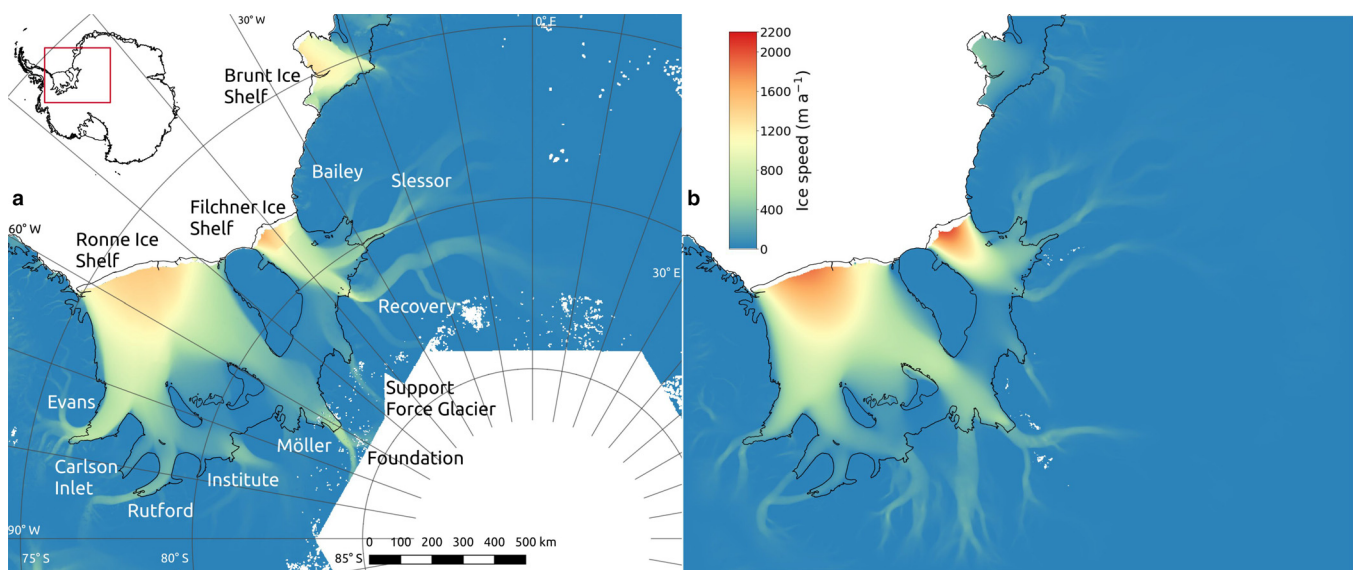 30° W
0° E
Brunt Ice
Shelf
Bailey
Slessor
a
Filchner Ice
Shelf
60° W
Ronne Ice
Shelf
30° E
Recovery
Support
Force Glacier
Evans
Möller
Foundation
Carlson
Inlet
Institute
Rutford
90° W
75° S
80° S
85° S
0 100 200 300 400 500 km
2200
2000
1600
1200
800
400
0
Ice speed (m a⁻¹)
b